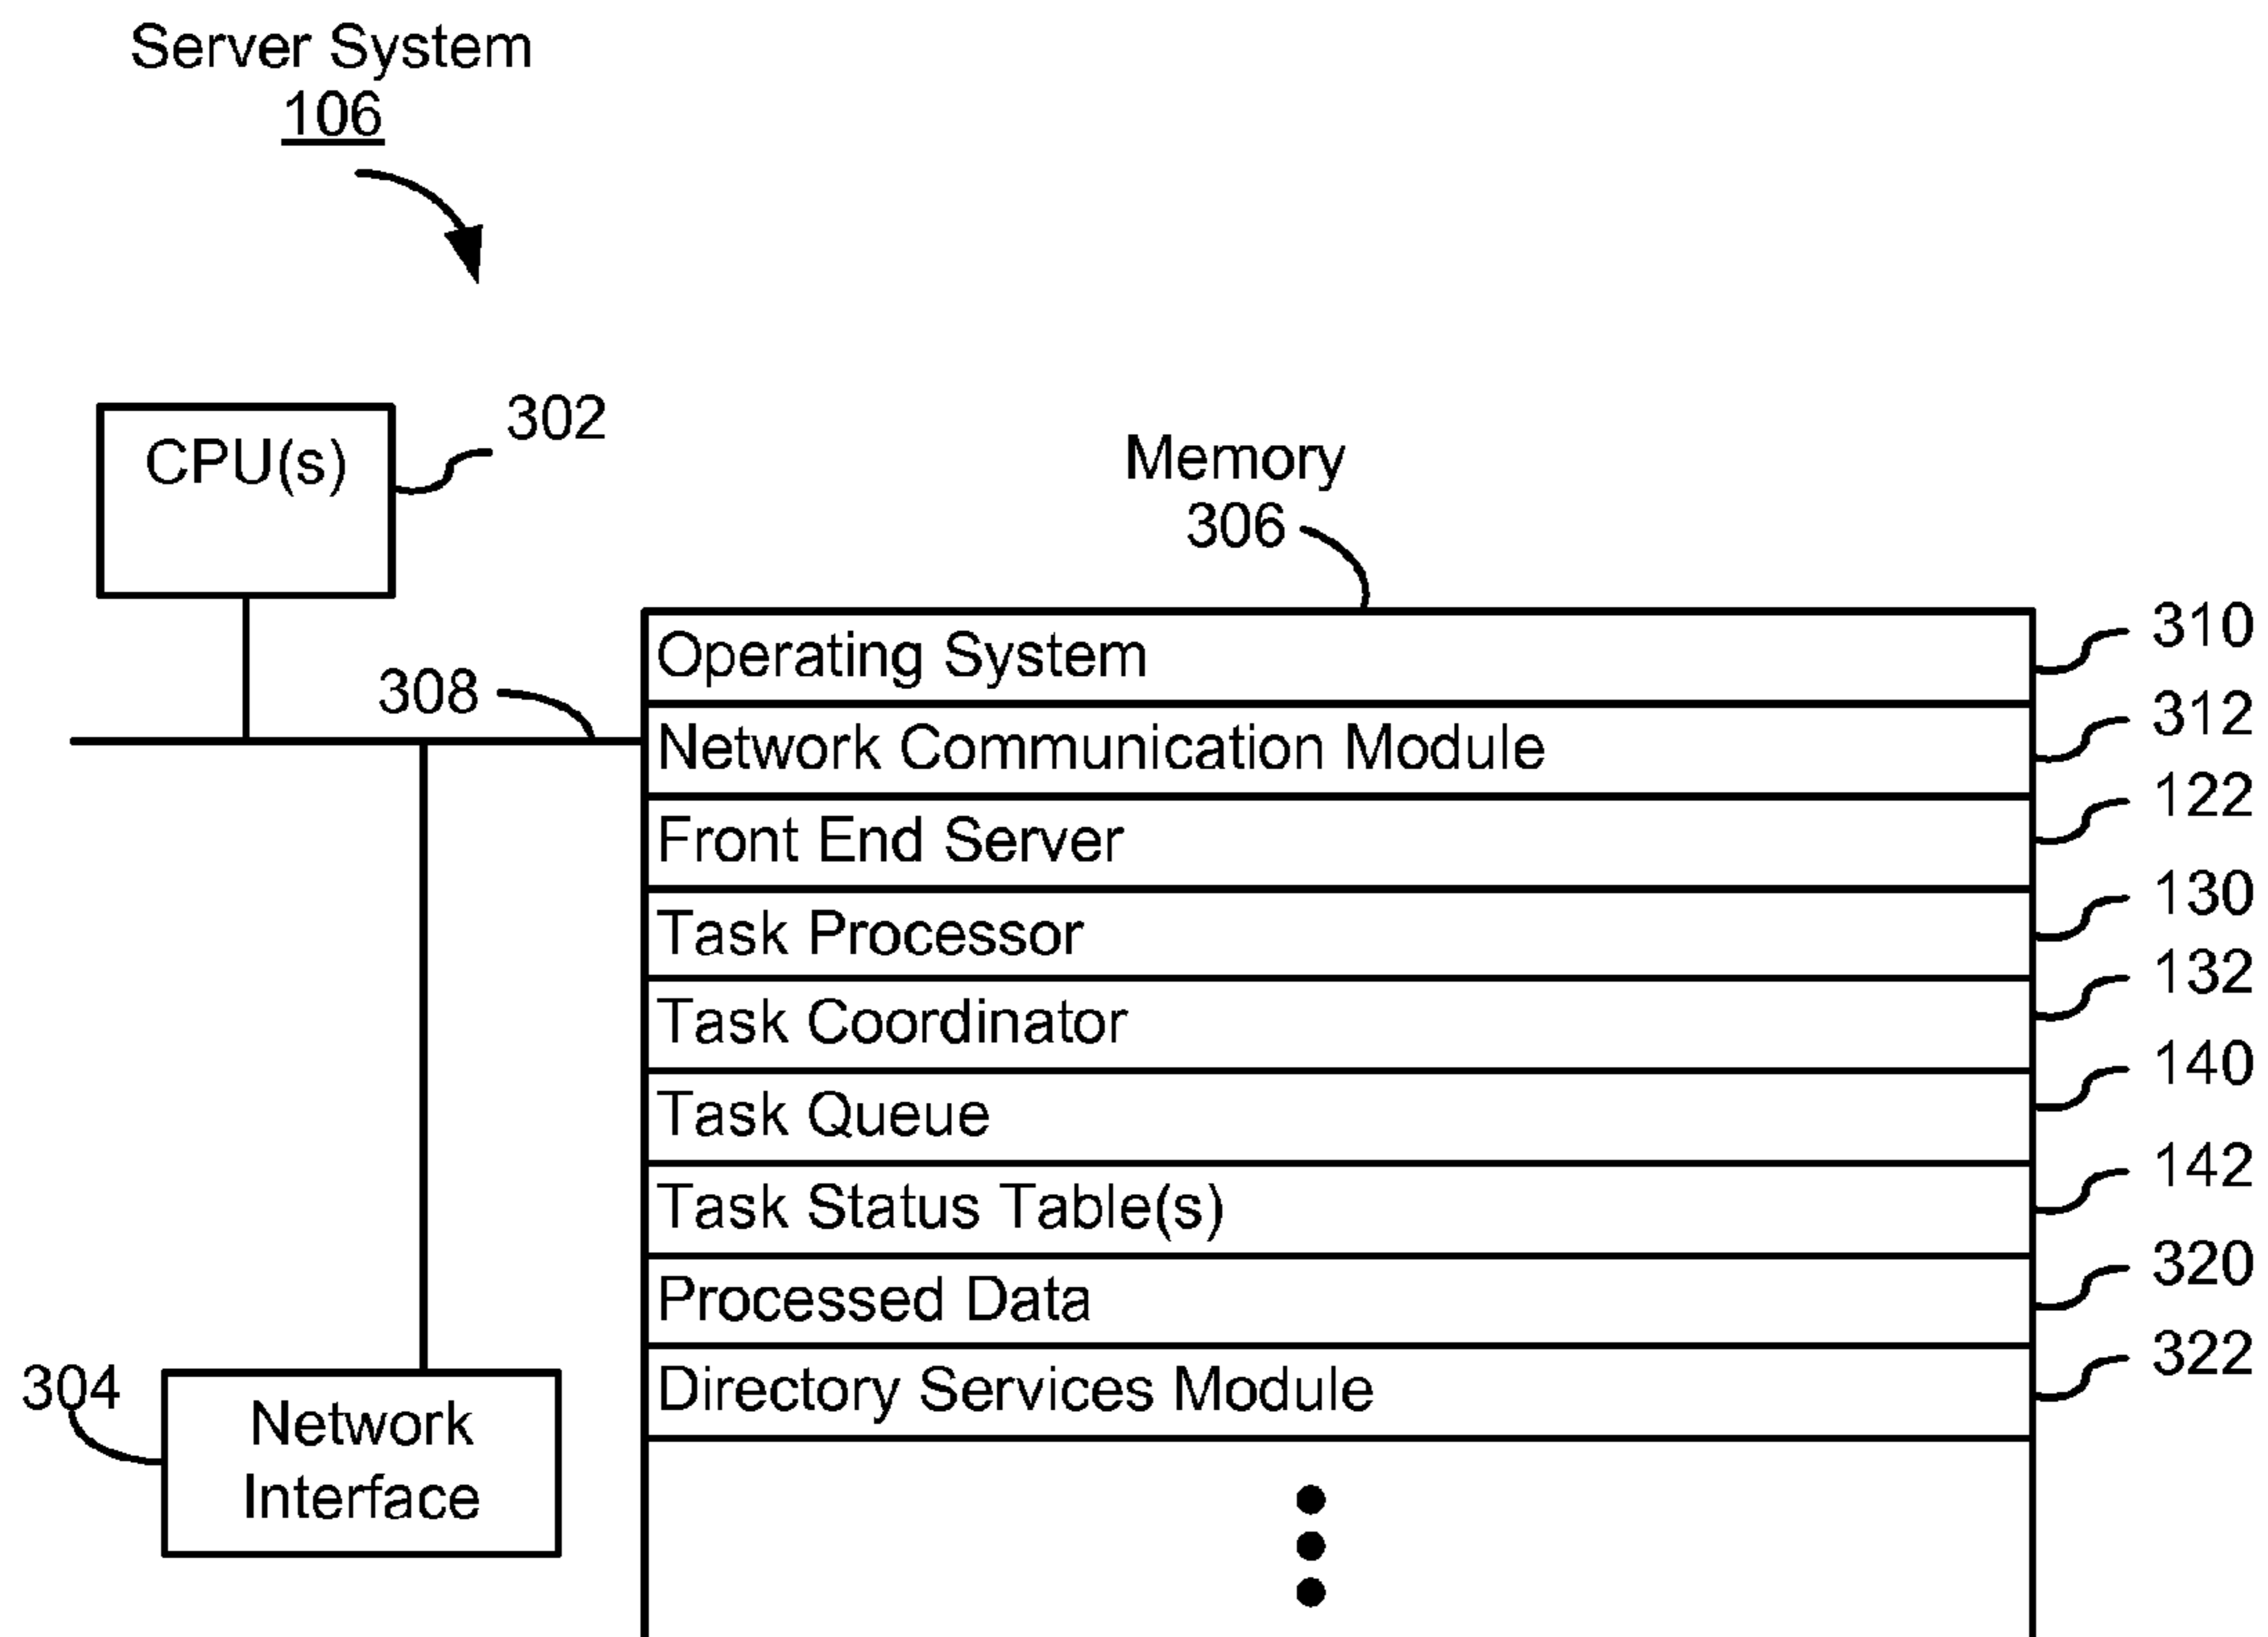 Server System
106
CPU(s)
302
Memory
306
308
Operating System
310
Network Communication Module
312
Front End Server
122
Task Processor
130
Task Coordinator
132
Task Queue
140
Task Status Table(s)
142
Processed Data
320
Directory Services Module
322
304
Network
Interface